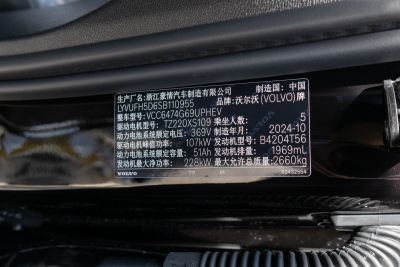 生产厂名:浙江豪情汽车制造有限公司 制造国:中国
LYVUFH5D6SB110955 品牌:沃尔沃(VOLVO)牌
整车型号:VCC6474G69UPHEV 乘坐人数: 5
驱动电机型号:TZ220XS109 制造年月:2024-10
动力电池系统额定电压: 369V 发动机型号:B4204T56
驱动电机峰值功率: 107kW 发动机排量: 1969mL
动力电池系统额定容量: 51Ah 最大允许总质量:2660kg
发动机最大净功率: 228kW
VOLVO 32432554